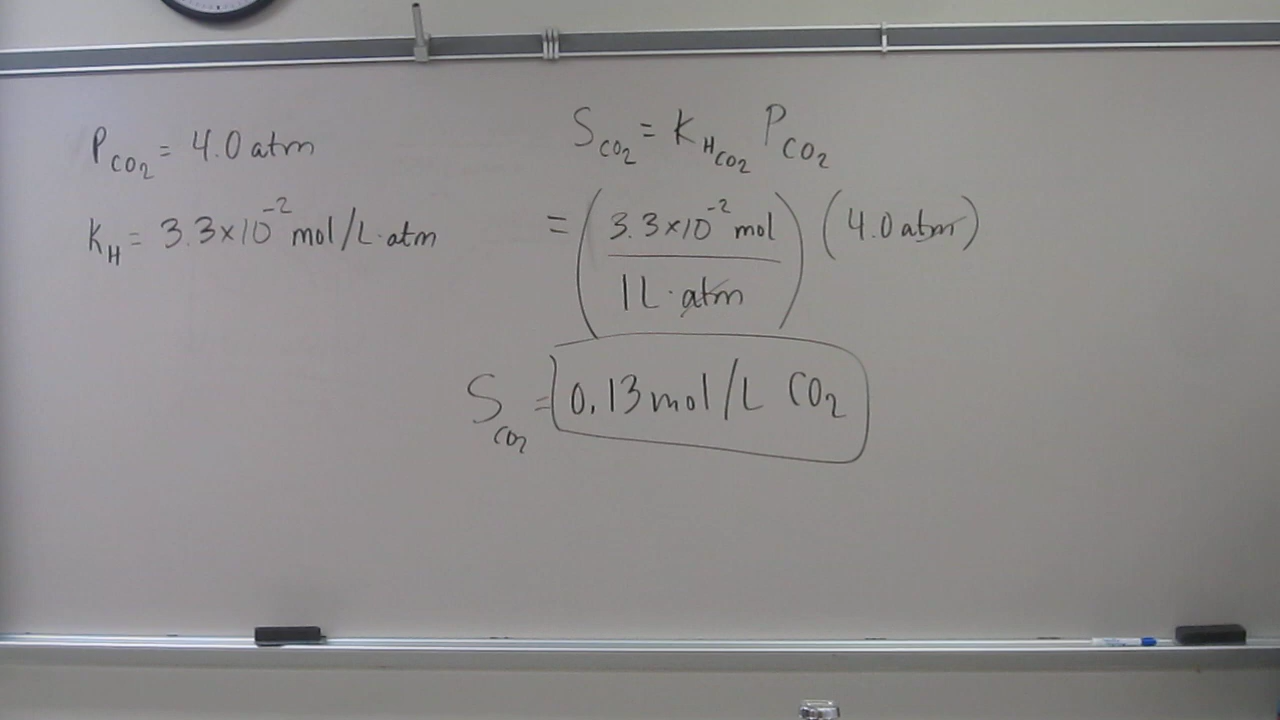 P_CO₂ = 4.0 atm
K_H = 3.3×10⁻² mol/L·atm
S_CO₂ = K_H_CO₂ P_CO₂
= (3.3×10⁻² mol / 1 L·atm) (4.0 atm)
S_CO₂ = 0.13 mol/L CO₂